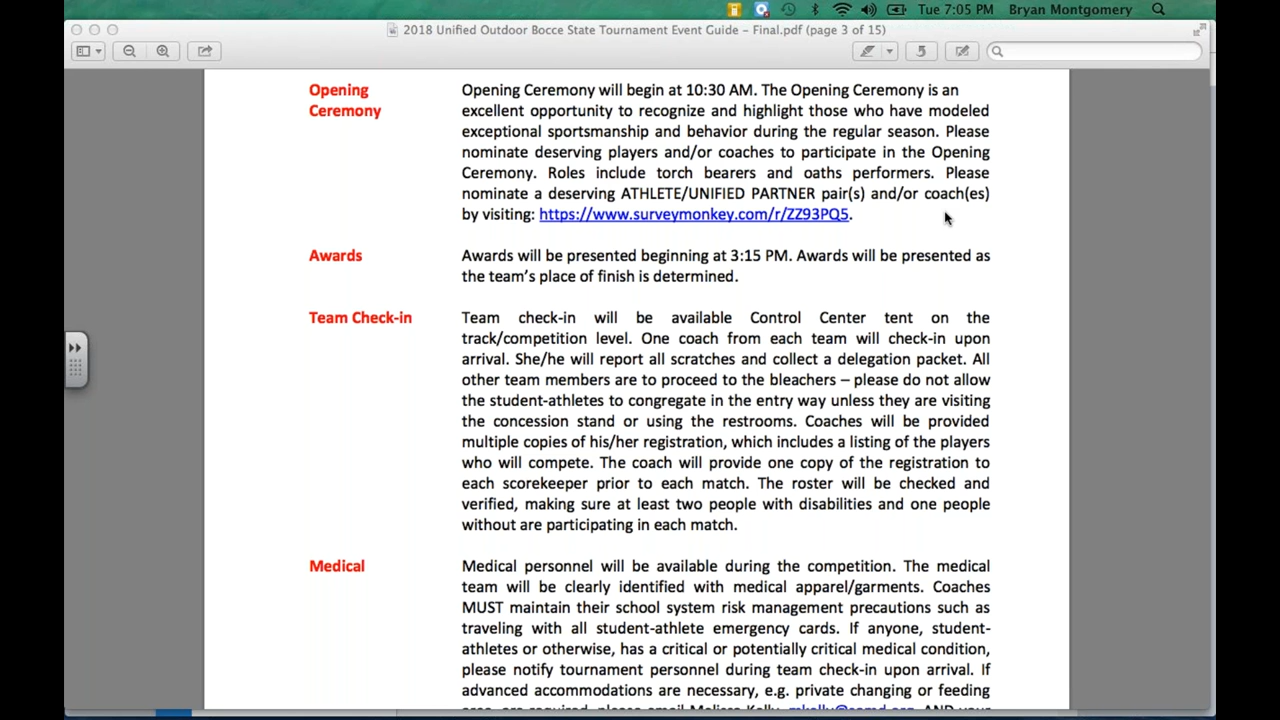 Tue 7:05 PM Bryan Montgomery
2018 Unified Outdoor Bocce State Tournament Event Guide – Final.pdf (page 3 of 15)
Opening Ceremony
Opening Ceremony will begin at 10:30 AM. The Opening Ceremony is an
excellent opportunity to recognize and highlight those who have modeled
exceptional sportsmanship and behavior during the regular season. Please
nominate deserving players and/or coaches to participate in the Opening
Ceremony. Roles include torch bearers and oaths performers. Please
nominate a deserving ATHLETE/UNIFIED PARTNER pair(s) and/or coach(es)
by visiting: https://www.surveymonkey.com/r/ZZ93PQ5.
Awards
Awards will be presented beginning at 3:15 PM. Awards will be presented as
the team's place of finish is determined.
Team Check-in
Team check-in will be available Control Center tent on the
track/competition level. One coach from each team will check-in upon
arrival. She/he will report all scratches and collect a delegation packet. All
other team members are to proceed to the bleachers – please do not allow
the student-athletes to congregate in the entry way unless they are visiting
the concession stand or using the restrooms. Coaches will be provided
multiple copies of his/her registration, which includes a listing of the players
who will compete. The coach will provide one copy of the registration to
each scorekeeper prior to each match. The roster will be checked and
verified, making sure at least two people with disabilities and one people
without are participating in each match.
Medical
Medical personnel will be available during the competition. The medical
team will be clearly identified with medical apparel/garments. Coaches
MUST maintain their school system risk management precautions such as
traveling with all student-athlete emergency cards. If anyone, student-
athletes or otherwise, has a critical or potentially critical medical condition,
please notify tournament personnel during team check-in upon arrival. If
advanced accommodations are necessary, e.g. private changing or feeding